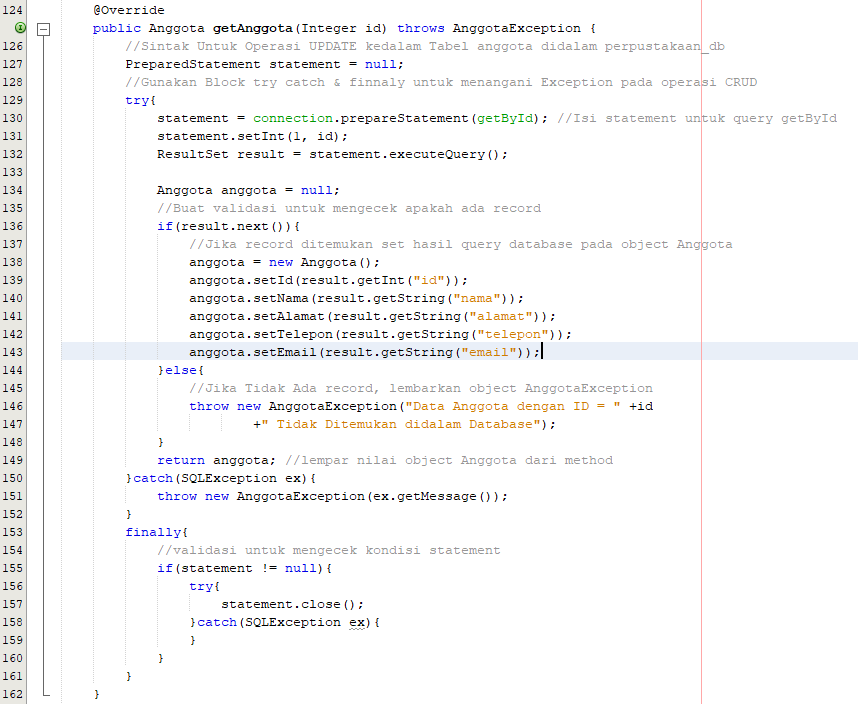 124 @Override
public Anggota getAnggota(Integer id) throws AnggotaException {
126 //Sintak Untuk Operasi UPDATE kedalam Tabel anggota didalam perpustakaan_db
127 PreparedStatement statement = null;
128 //Gunakan Block try catch & finnaly untuk menangani Exception pada operasi CRUD
129 try{
130 statement = connection.prepareStatement(getById); //Isi statement untuk query getById
131 statement.setInt(1, id);
132 ResultSet result = statement.executeQuery();
133
134 Anggota anggota = null;
135 //Buat validasi untuk mengecek apakah ada record
136 if(result.next()){
137 //Jika record ditemukan set hasil query database pada object Anggota
138 anggota = new Anggota();
139 anggota.setId(result.getInt("id"));
140 anggota.setNama(result.getString("nama"));
141 anggota.setAlamat(result.getString("alamat"));
142 anggota.setTelepon(result.getString("telepon"));
143 anggota.setEmail(result.getString("email"));
144 }else{
145 //Jika Tidak Ada record, lembarkan object AnggotaException
146 throw new AnggotaException("Data Anggota dengan ID = " +id
147 +" Tidak Ditemukan didalam Database");
148 }
149 return anggota; //lempar nilai object Anggota dari method
150 }catch(SQLException ex){
151 throw new AnggotaException(ex.getMessage());
152 }
153 finally{
154 //validasi untuk mengecek kondisi statement
155 if(statement != null){
156 try{
157 statement.close();
158 }catch(SQLException ex){
159 }
160 }
161 }
162 }